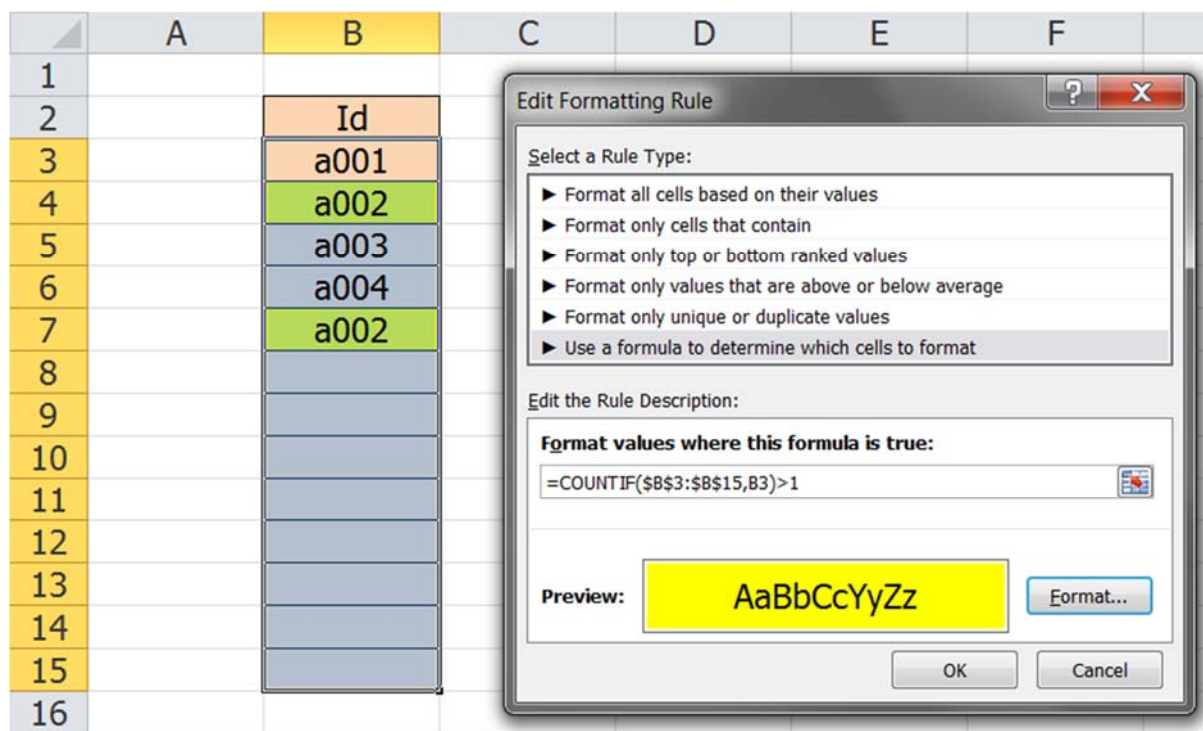 A B C D E F
1
2 Id
3 a001
4 a002
5 a003
6 a004
7 a002
8
9
10
11
12
13
14
15
16
Edit Formatting Rule
? X
Select a Rule Type:
► Format all cells based on their values
► Format only cells that contain
► Format only top or bottom ranked values
► Format only values that are above or below average
► Format only unique or duplicate values
► Use a formula to determine which cells to format
Edit the Rule Description:
Format values where this formula is true:
=COUNTIF($B$3:$B$15,B3)>1
Preview: AaBbCcYyZz Format...
OK Cancel